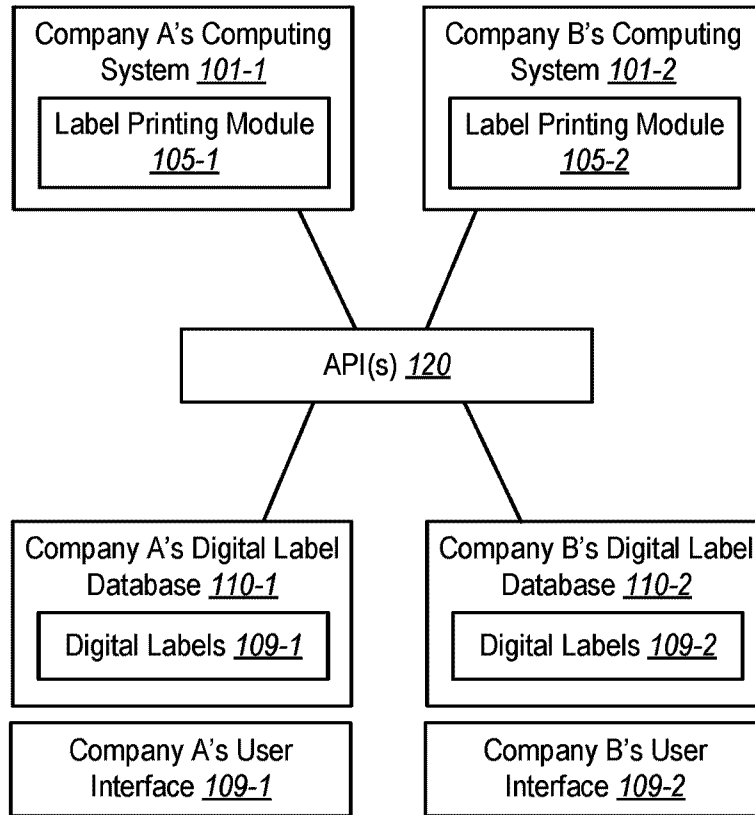 Company A's Computing
System 101-1
Label Printing Module
105-1
Company B's Computing
System 101-2
Label Printing Module
105-2
API(s) 120
Company A's Digital Label
Database 110-1
Digital Labels 109-1
Company B's Digital Label
Database 110-2
Digital Labels 109-2
Company A's User
Interface 109-1
Company B's User
Interface 109-2